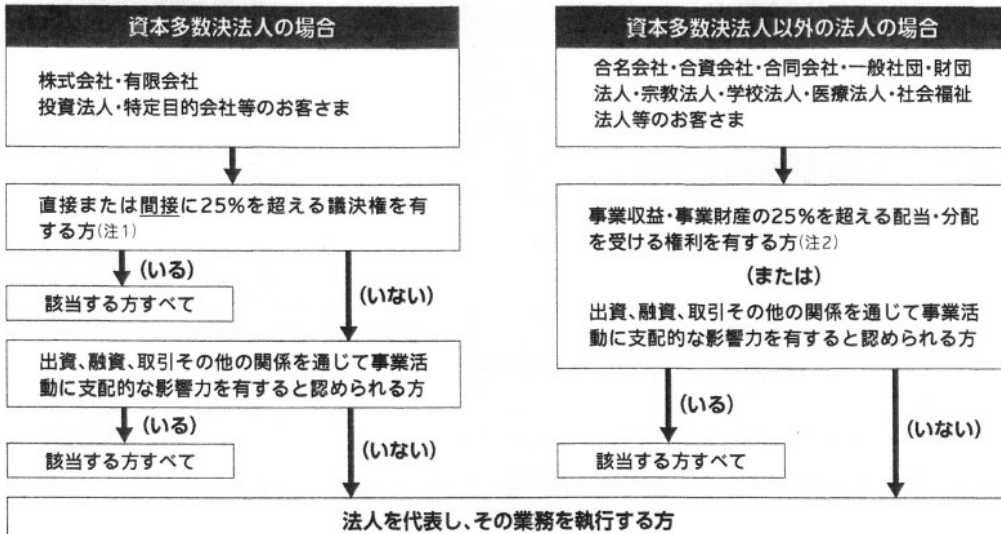 資本多数決法人の場合
株式会社・有限会社
投資法人・特定目的会社等のお客さま
直接または間接に25%を超える議決権を有
する方(注1)
(いる)
該当する方すべて
(いない)
出資、融資、取引その他の関係を通じて事業活
動に支配的な影響力を有すると認められる方
(いる)
該当する方すべて
(いない)
資本多数決法人以外の法人の場合
合名会社・合資会社・合同会社・一般社団・財団
法人・宗教法人・学校法人・医療法人・社会福祉
法人等のお客さま
事業収益・事業財産の25%を超える配当・分配
を受ける権利を有する方(注2)
(または)
出資、融資、取引その他の関係を通じて事業活
動に支配的な影響力を有すると認められる方
(いる)
該当する方すべて
(いない)
法人を代表し、その業務を執行する方